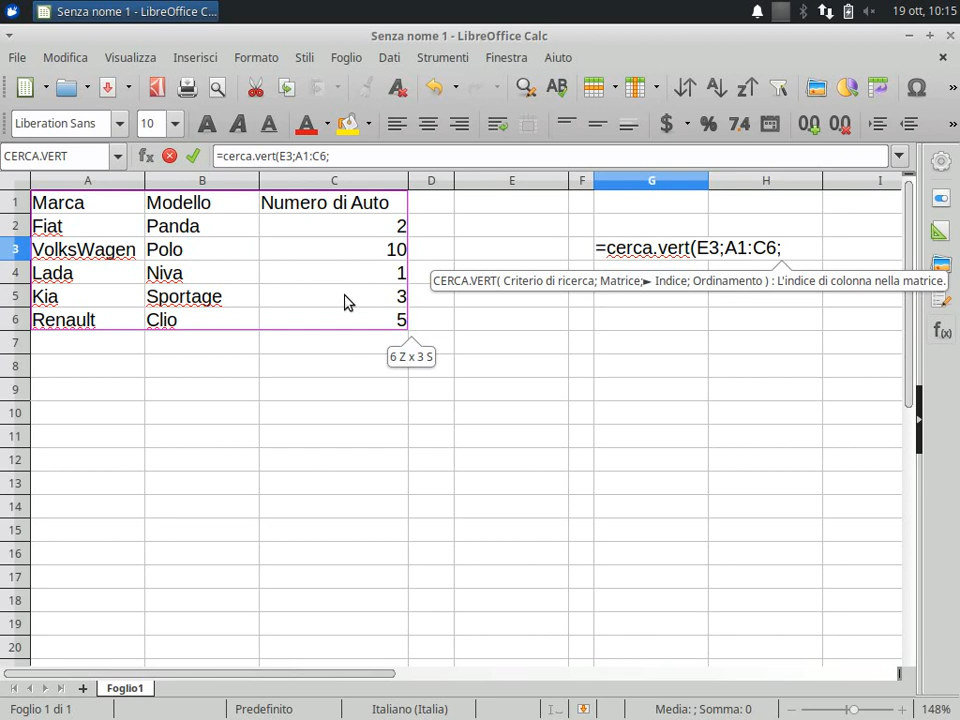 Senza nome 1 - LibreOffice C...
19 ott, 10:15
Senza nome 1 - LibreOffice Calc
File Modifica Visualizza Inserisci Formato Stili Foglio Dati Strumenti Finestra Aiuto
Liberation Sans 10
CERCA.VERT =cerca.vert(E3;A1:C6;
A B C D E F G H I
1 Marca Modello Numero di Auto
2 Fiat Panda 2
3 VolksWagen Polo 10 =cerca.vert(E3;A1:C6;
4 Lada Niva 1
CERCA.VERT( Criterio di ricerca; Matrice;► Indice; Ordinamento ) : L'indice di colonna nella matrice.
5 Kia Sportage 3
6 Renault Clio 5
7
6 Z x 3 S
8
9
10
11
12
13
14
15
16
17
18
19
20
Foglio1
Foglio 1 di 1 Predefinito Italiano (Italia) Media: ; Somma: 0 148%